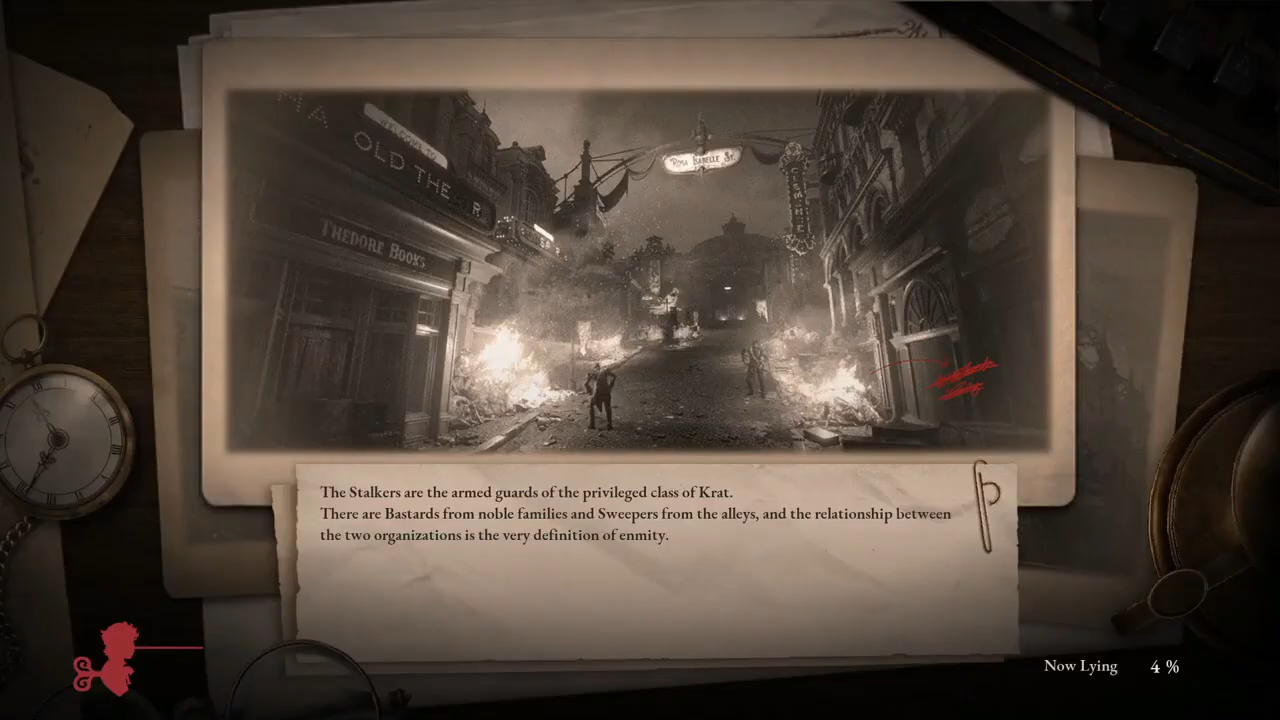 OLD THE R
THEDORE BOOKS
ROSA ISABELLE St.
The Stalkers are the armed guards of the privileged class of Krat.
There are Bastards from noble families and Sweepers from the alleys, and the relationship between
the two organizations is the very definition of enmity.
Now Lying 4 %